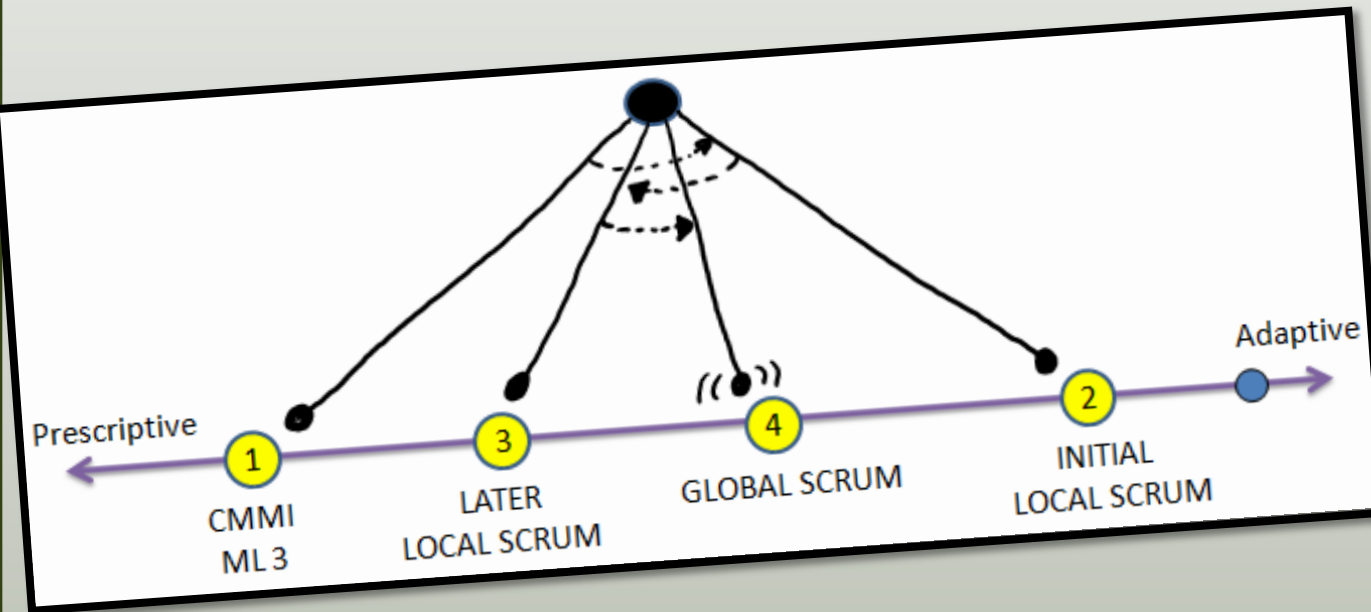 Adaptive
Prescriptive
1
3
4
2
CMMI
ML 3
LATER
LOCAL SCRUM
GLOBAL SCRUM
INITIAL
LOCAL SCRUM